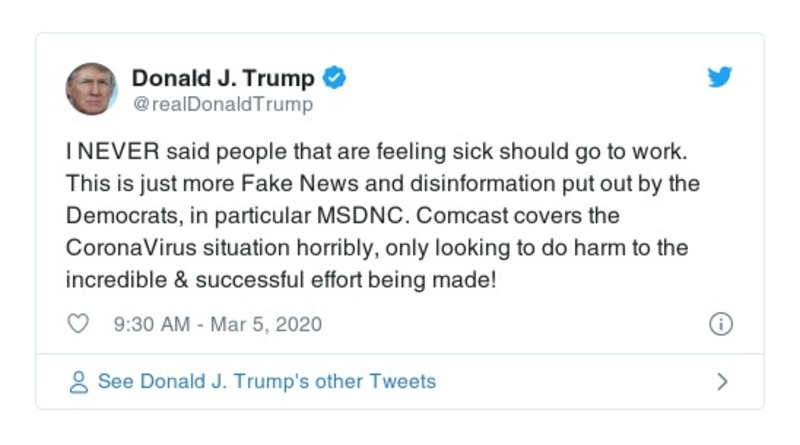 Donald J. Trump
@realDonaldTrump
I NEVER said people that are feeling sick should go to work.
This is just more Fake News and disinformation put out by the
Democrats, in particular MSDNC. Comcast covers the
CoronaVirus situation horribly, only looking to do harm to the
incredible & successful effort being made!
9:30 AM - Mar 5, 2020
See Donald J. Trump's other Tweets